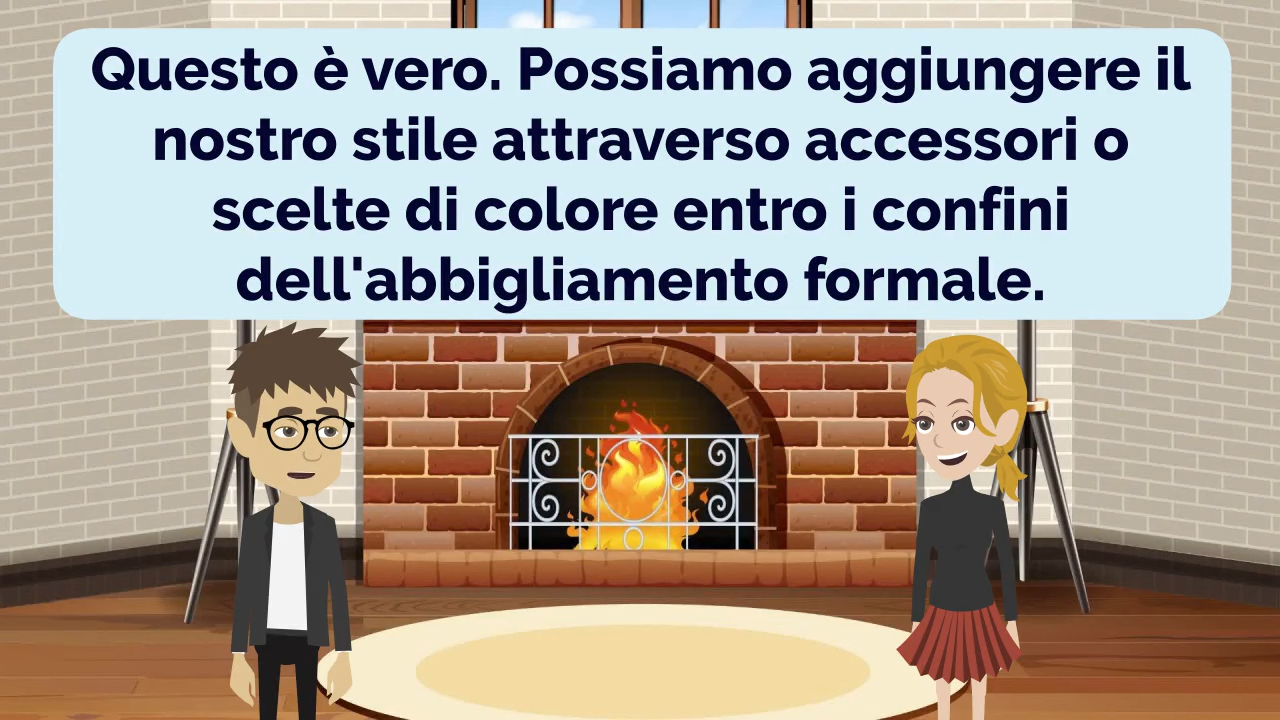 Questo è vero. Possiamo aggiungere il
nostro stile attraverso accessori o
scelte di colore entro i confini
dell'abbigliamento formale.